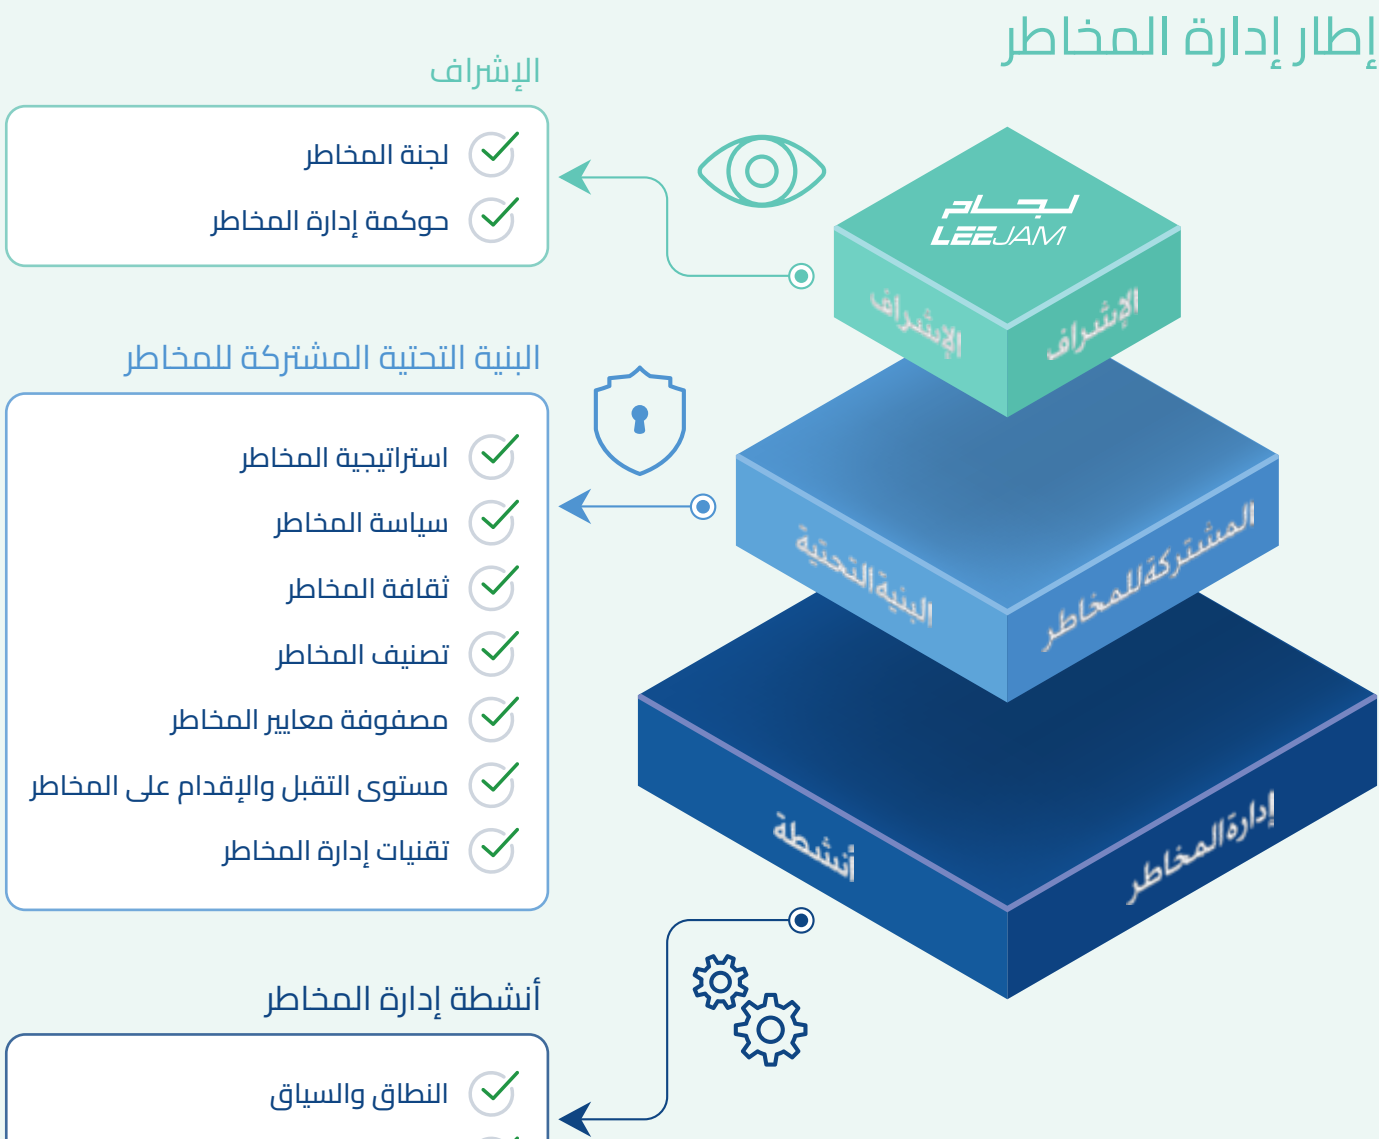 إطار إدارة المخاطر
الإشراف
لجنة المخاطر
حوكمة إدارة المخاطر
لجام
LEEJAM
الإشراف
الإشراف
البنية التحتية المشتركة للمخاطر
استراتيجية المخاطر
سياسة المخاطر
ثقافة المخاطر
تصنيف المخاطر
مصفوفة معايير المخاطر
مستوى التقبل والإقدام على المخاطر
تقنيات إدارة المخاطر
البنية التحتية
المشتركة للمخاطر
أنشطة
إدارة المخاطر
أنشطة إدارة المخاطر
النطاق والسياق